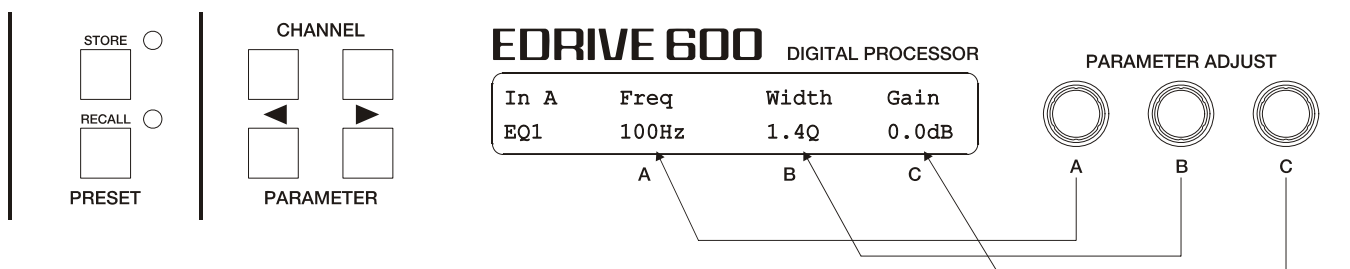 STORE
RECALL
PRESET
CHANNEL
PARAMETER
EDRIVE 600 DIGITAL PROCESSOR
In A Freq Width Gain
EQ1 100Hz 1.4Q 0.0dB
A B C
PARAMETER ADJUST
A B C